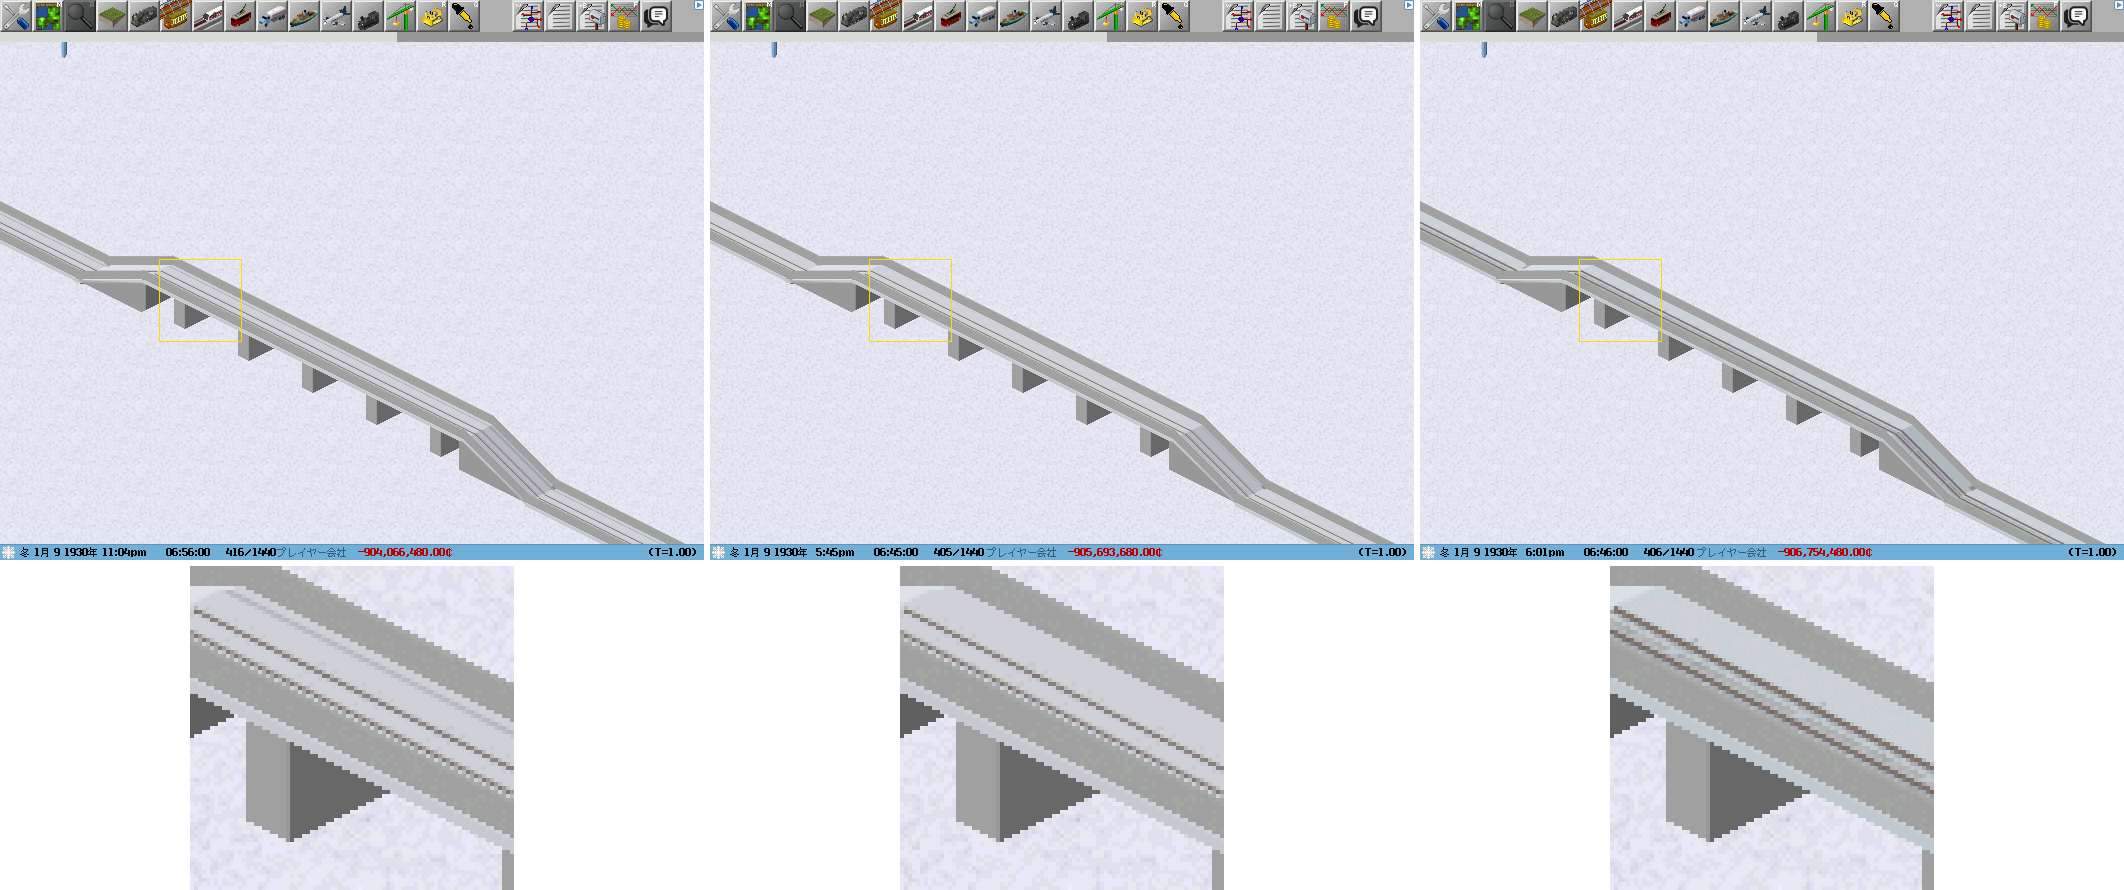 冬 1月 9 1930年 11:04pm 06:56:00 416/1440 プレイヤー会社 -904,066,480.00¢ (T=1.00)
冬 1月 9 1930年 5:45pm 06:45:00 405/1440 プレイヤー会社 -905,693,680.00¢ (T=1.00)
冬 1月 9 1930年 6:01pm 06:46:00 406/1440 プレイヤー会社 -906,754,480.00¢ (T=1.00)